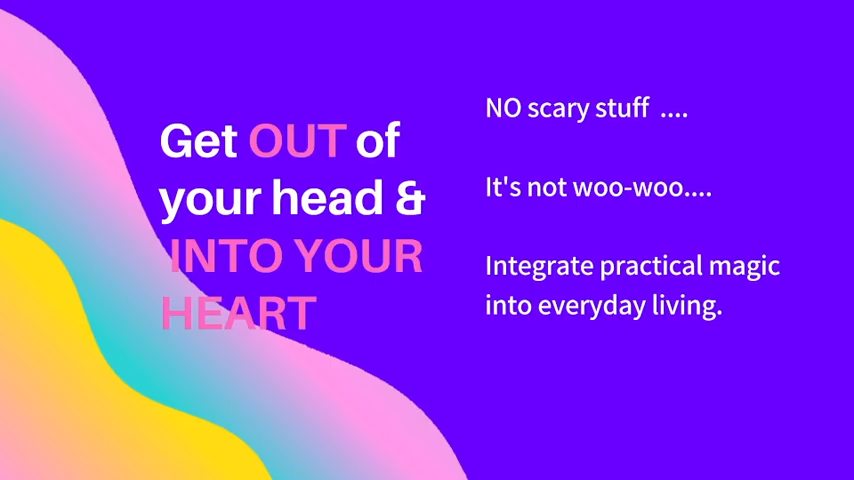 Get OUT of
your head &
INTO YOUR
HEART
NO scary stuff ....
It's not woo-woo....
Integrate practical magic
into everyday living.